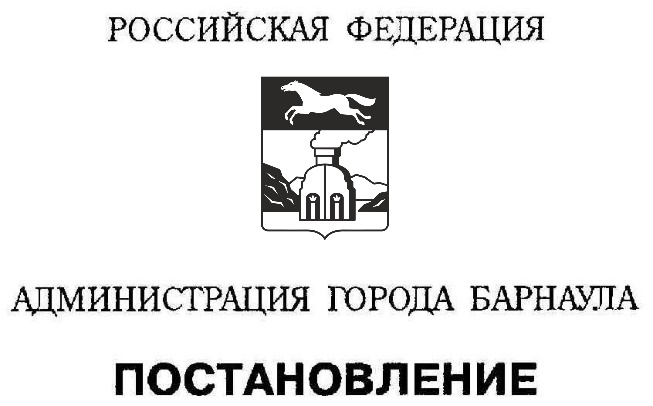 РОССИЙСКАЯ ФЕДЕРАЦИЯ
АДМИНИСТРАЦИЯ ГОРОДА БАРНАУЛА
ПОСТАНОВЛЕНИЕ